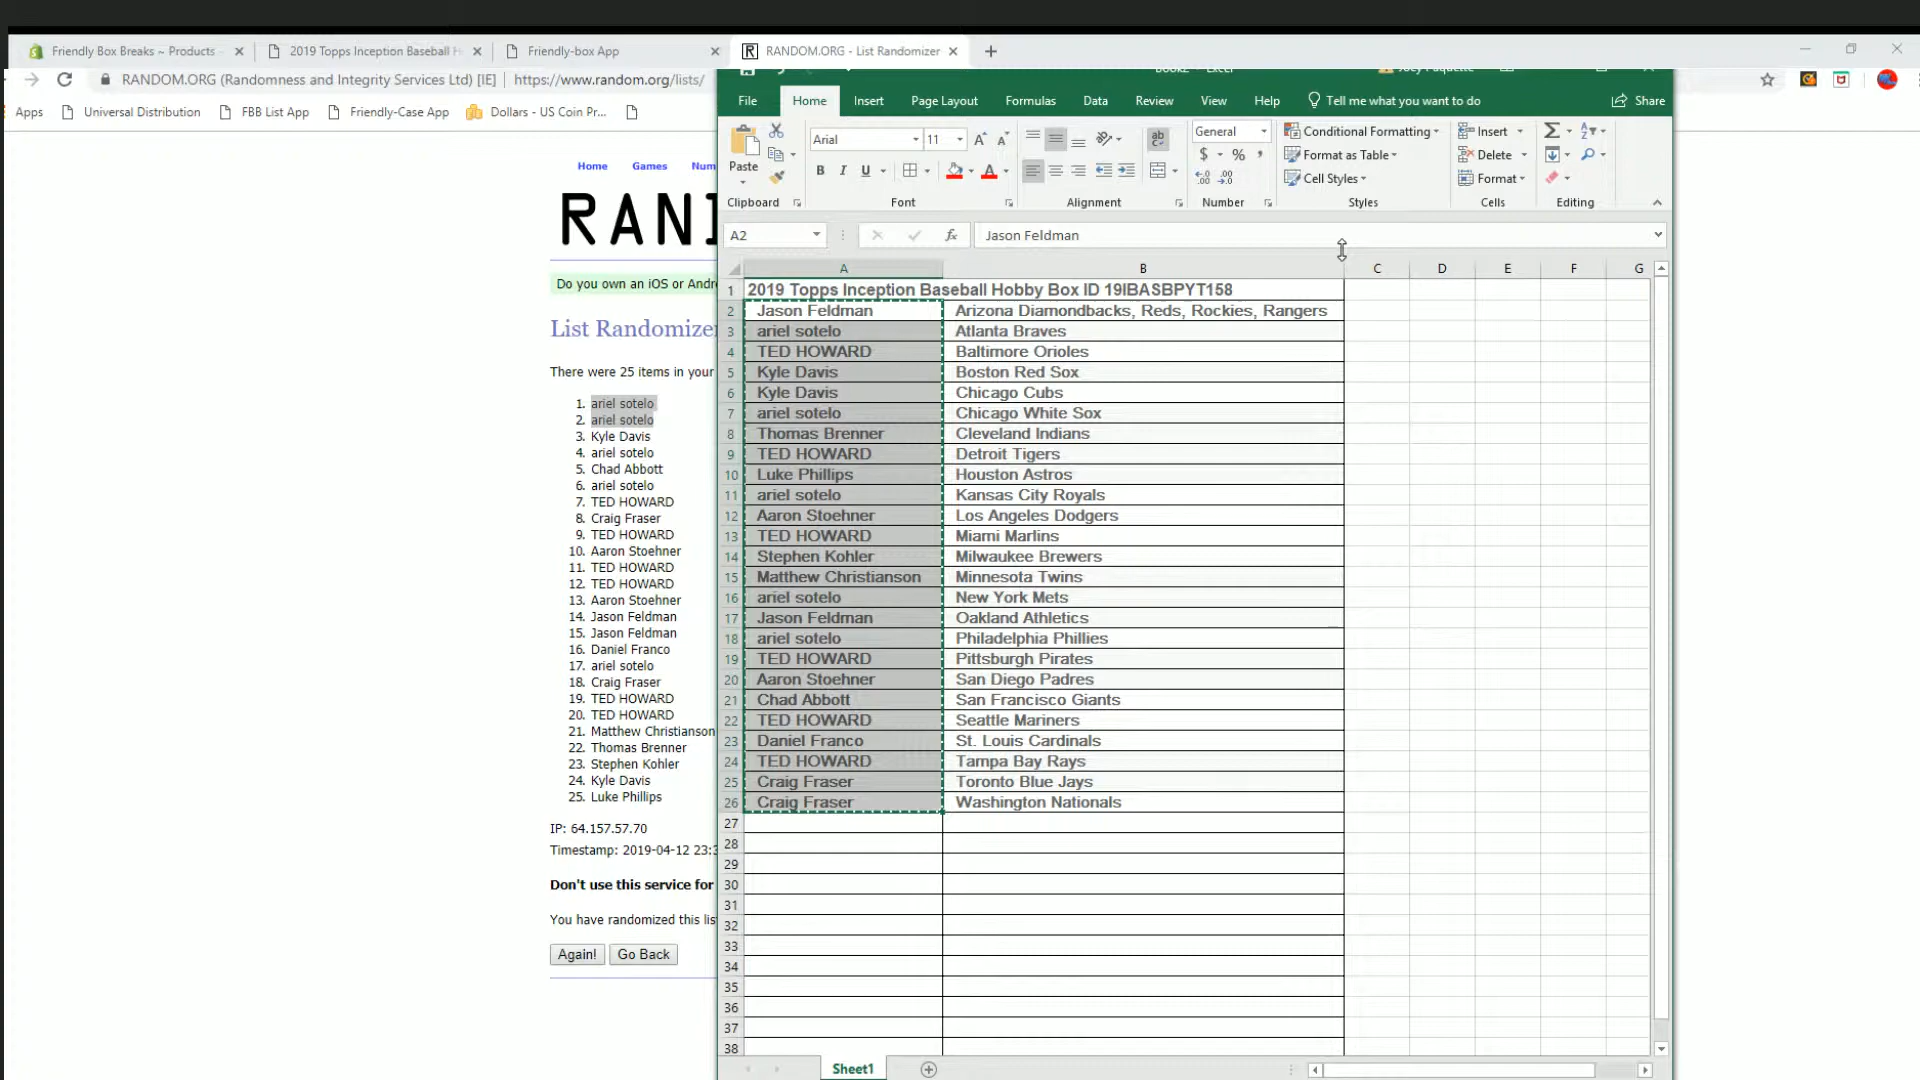 Friendly Box Breaks ~ Products
2019 Topps Inception Baseball H
Friendly-box App
RANDOM.ORG - List Randomizer
RANDOM.ORG (Randomness and Integrity Services Ltd) [IE]
https://www.random.org/lists/
Apps
Universal Distribution
FBB List App
Friendly-Case App
Dollars - US Coin Pr...
Home
Games
Num
RAN
Do you own an iOS or Andr
List Randomize
There were 25 items in your
1. ariel sotelo
2. ariel sotelo
3. Kyle Davis
4. ariel sotelo
5. Chad Abbott
6. ariel sotelo
7. TED HOWARD
8. Craig Fraser
9. TED HOWARD
10. Aaron Stoehner
11. TED HOWARD
12. TED HOWARD
13. Aaron Stoehner
14. Jason Feldman
15. Jason Feldman
16. Daniel Franco
17. ariel sotelo
18. Craig Fraser
19. TED HOWARD
20. TED HOWARD
21. Matthew Christianson
22. Thomas Brenner
23. Stephen Kohler
24. Kyle Davis
25. Luke Phillips
IP: 64.157.57.70
Timestamp: 2019-04-12 23:3
Don't use this service for
You have randomized this lis
Again!
Go Back
File Home Insert Page Layout Formulas Data Review View Help Tell me what you want to do Share
Paste
Arial 11
B I U
General
$ % ,
Conditional Formatting
Format as Table
Cell Styles
Insert
Delete
Format
Clipboard Font Alignment Number Styles Cells Editing
A2 fx Jason Feldman
A B C D E F G
1 2019 Topps Inception Baseball Hobby Box ID 19IBASBPYT158
2 Jason Feldman Arizona Diamondbacks, Reds, Rockies, Rangers
3 ariel sotelo Atlanta Braves
4 TED HOWARD Baltimore Orioles
5 Kyle Davis Boston Red Sox
6 Kyle Davis Chicago Cubs
7 ariel sotelo Chicago White Sox
8 Thomas Brenner Cleveland Indians
9 TED HOWARD Detroit Tigers
10 Luke Phillips Houston Astros
11 ariel sotelo Kansas City Royals
12 Aaron Stoehner Los Angeles Dodgers
13 TED HOWARD Miami Marlins
14 Stephen Kohler Milwaukee Brewers
15 Matthew Christianson Minnesota Twins
16 ariel sotelo New York Mets
17 Jason Feldman Oakland Athletics
18 ariel sotelo Philadelphia Phillies
19 TED HOWARD Pittsburgh Pirates
20 Aaron Stoehner San Diego Padres
21 Chad Abbott San Francisco Giants
22 TED HOWARD Seattle Mariners
23 Daniel Franco St. Louis Cardinals
24 TED HOWARD Tampa Bay Rays
25 Craig Fraser Toronto Blue Jays
26 Craig Fraser Washington Nationals
27
28
29
30
31
32
33
34
35
36
37
38
Sheet1